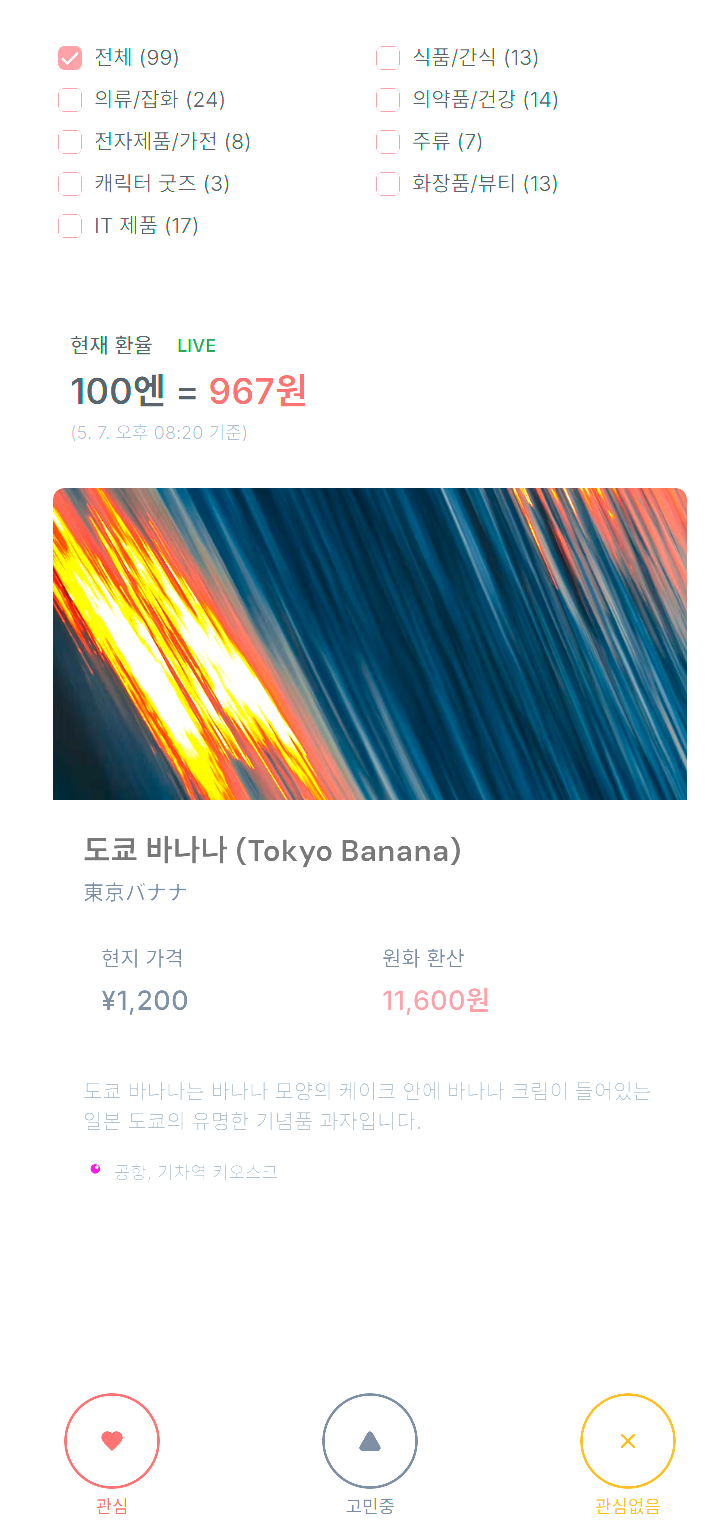 전체 (99)
식품/간식 (13)
의류/잡화 (24)
의약품/건강 (14)
전자제품/가전 (8)
주류 (7)
캐릭터 굿즈 (3)
화장품/뷰티 (13)
IT 제품 (17)
현재 환율 LIVE
100엔 = 967원
(5. 7. 오후 08:20 기준)
도쿄 바나나 (Tokyo Banana)
東京バナナ
현지 가격
원화 환산
¥1,200
11,600원
도쿄 바나나는 바나나 모양의 케이크 안에 바나나 크림이 들어있는
일본 도쿄의 유명한 기념품 과자입니다.
공항, 기차역 키오스크
관심
고민중
관심없음